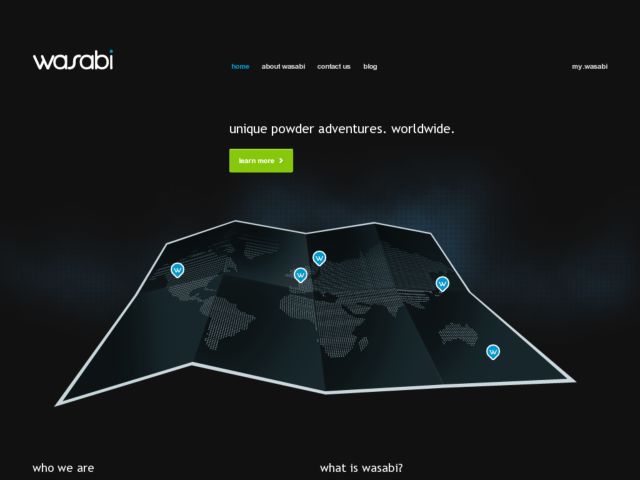 wasabi
home about wasabi contact us blog my.wasabi
unique powder adventures. worldwide.
learn more
w
w
w
w
w
who we are
what is wasabi?